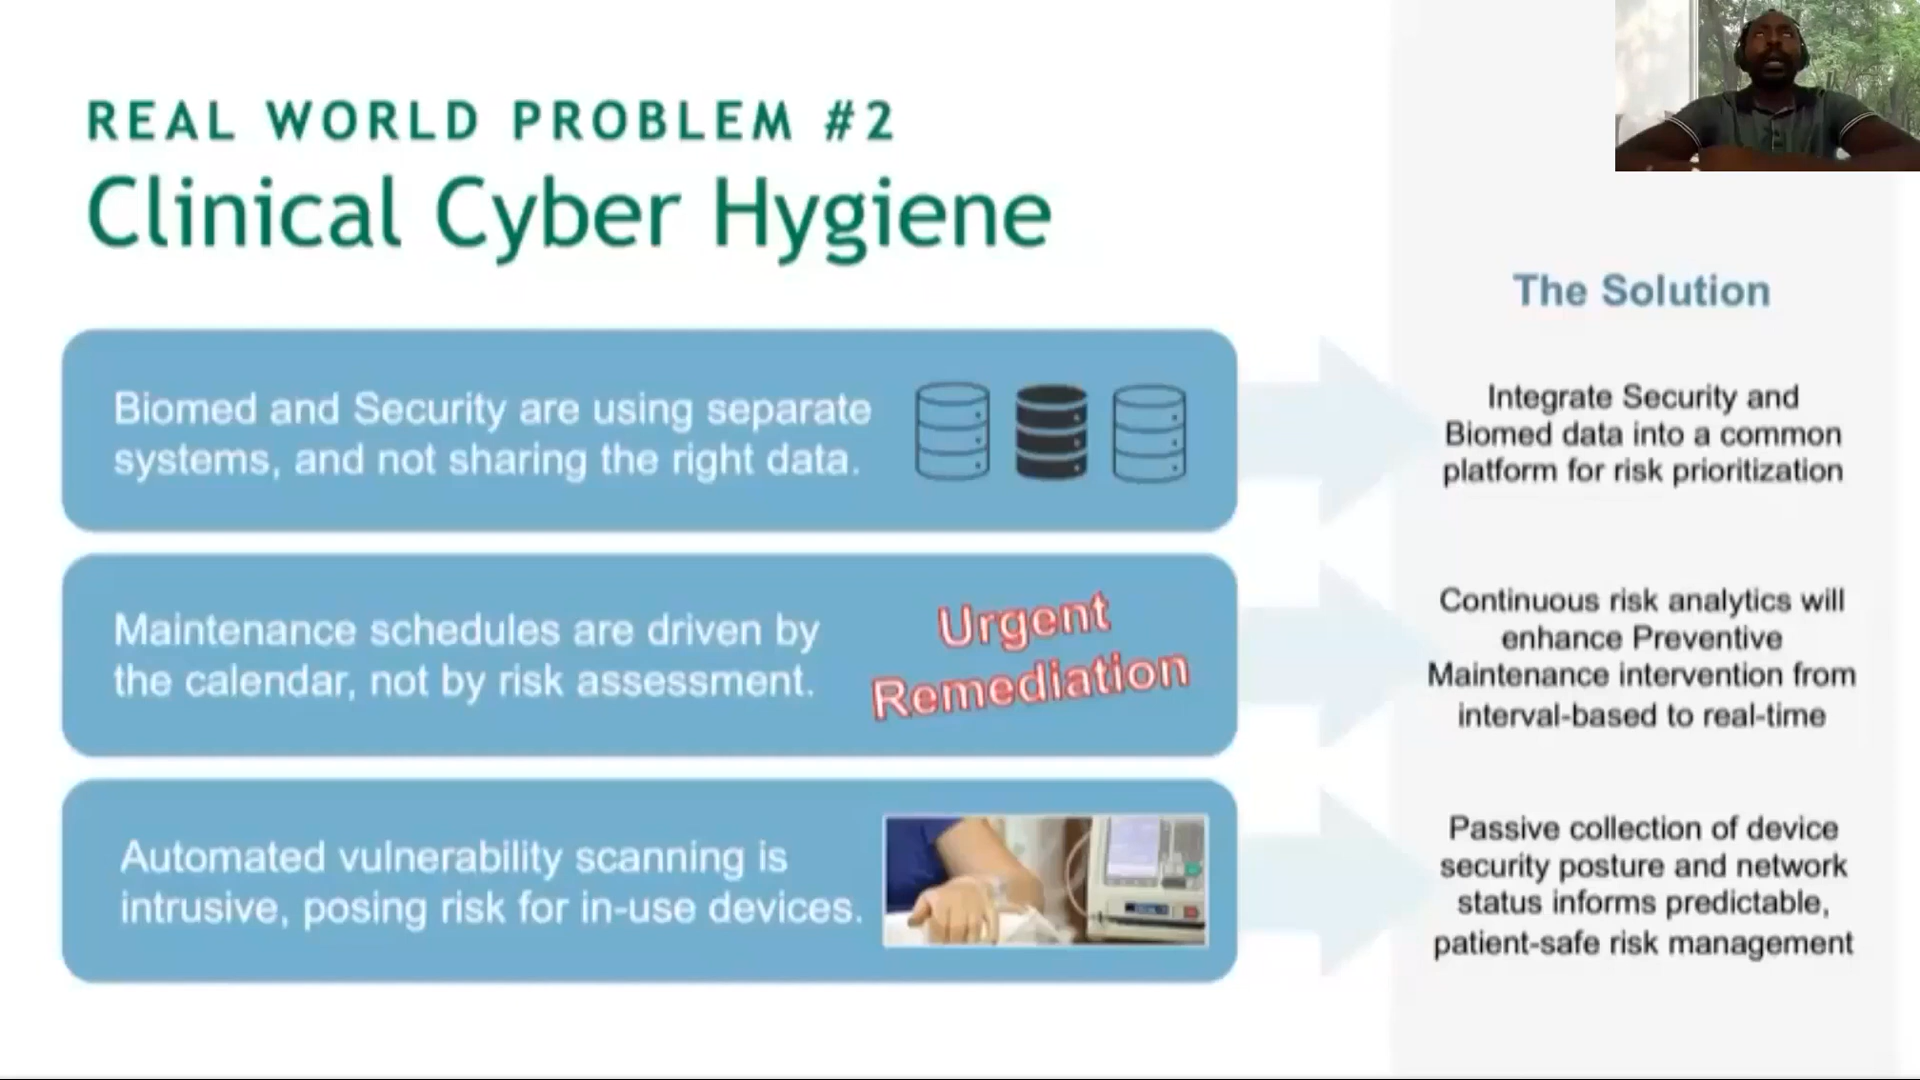 REAL WORLD PROBLEM #2
Clinical Cyber Hygiene
The Solution
Biomed and Security are using separate
systems, and not sharing the right data.
Integrate Security and
Biomed data into a common
platform for risk prioritization
Maintenance schedules are driven by
the calendar, not by risk assessment.
Urgent
Remediation
Continuous risk analytics will
enhance Preventive
Maintenance intervention from
interval-based to real-time
Automated vulnerability scanning is
intrusive, posing risk for in-use devices.
Passive collection of device
security posture and network
status informs predictable,
patient-safe risk management